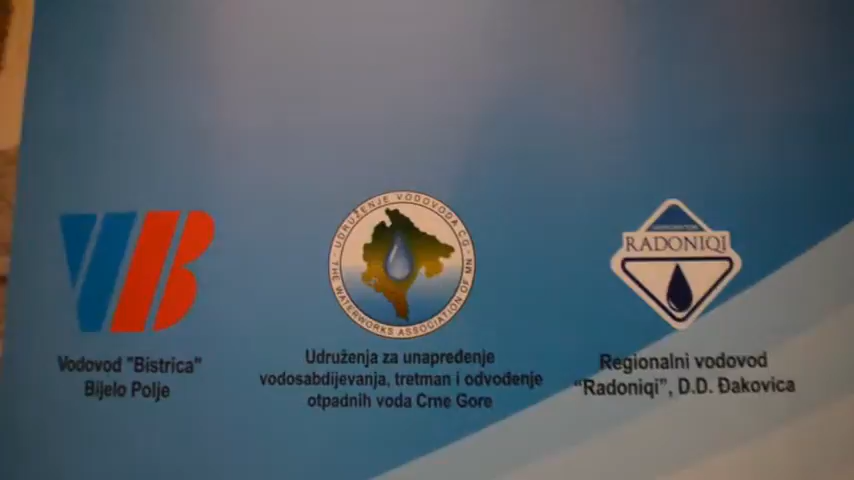 VB
UDRUŽENJE VODOVODA CG
THE WATERWORKS ASSOCIATION OF MN
RADONIQI
Vodovod "Bistrica"
Bijelo Polje
Udruženja za unapređenje
vodosabdijevanja, tretman i odvođenje
otpadnih voda Crne Gore
Regionalni vodovod
“Radoniqi”, D.D. Đakovica